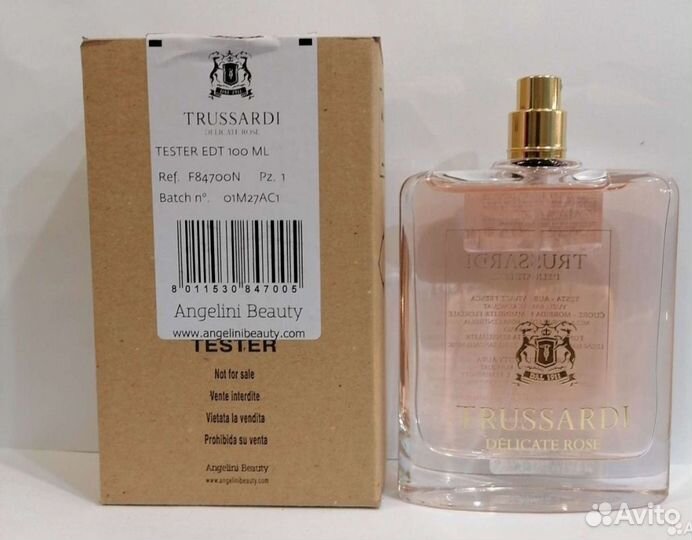 TRUSSARDI
DELICATE ROSE
TESTER EDT 100 ML
Ref. F84700N Pz. 1
Batch n°. 01M27AC1
8 011530 847005
Angelini Beauty
www.angelinibeauty.com
TESTER
Not for sale
Vente interdite
Vietata la vendita
Prohibida su venta
Angelini Beauty
angelinibeauty.com
TRUSSARDI
DAL 1911
TRUSSARDI
DELICATE ROSE
Avito